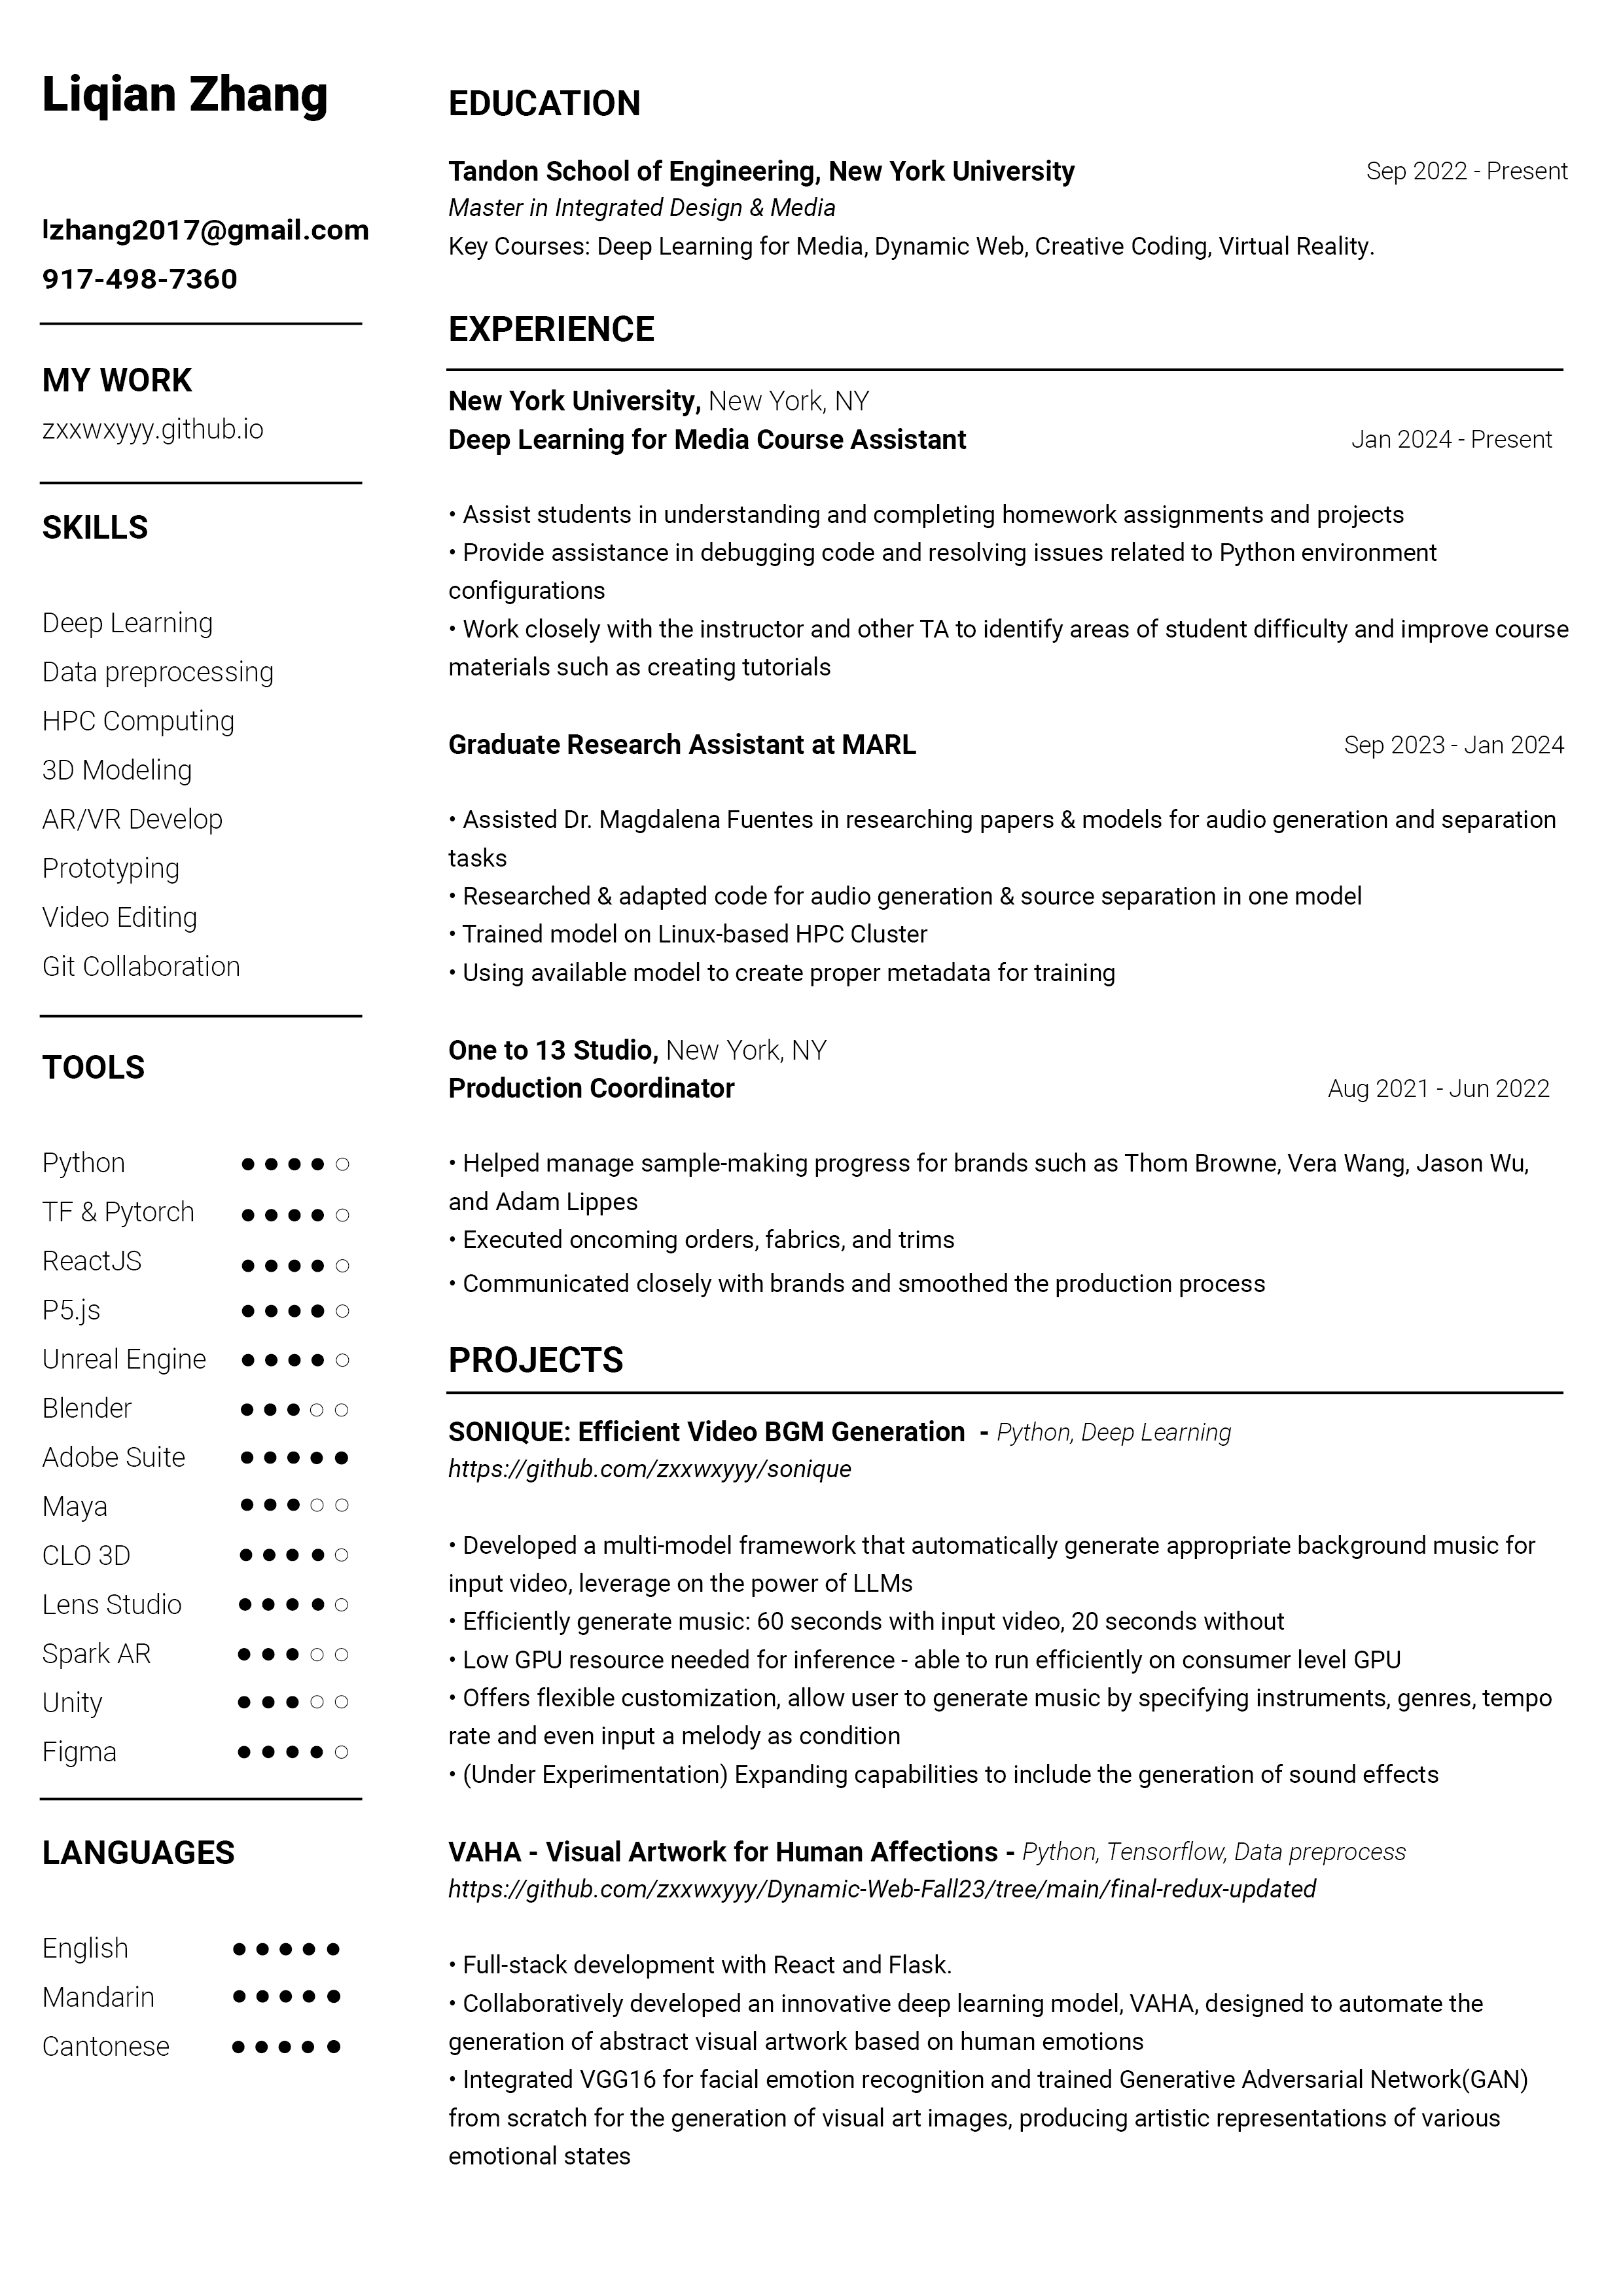 Liqian Zhang
lzhang2017@gmail.com
917-498-7360
MY WORK
zxxwxyyy.github.io
SKILLS
Deep Learning
Data preprocessing
HPC Computing
3D Modeling
AR/VR Develop
Prototyping
Video Editing
Git Collaboration
TOOLS
Python
TF & Pytorch
ReactJS
P5.js
Unreal Engine
Blender
Adobe Suite
Maya
CLO 3D
Lens Studio
Spark AR
Unity
Figma
LANGUAGES
English
Mandarin
Cantonese
EDUCATION
Tandon School of Engineering, New York University Sep 2022 - Present
Master in Integrated Design & Media
Key Courses: Deep Learning for Media, Dynamic Web, Creative Coding, Virtual Reality.
EXPERIENCE
New York University, New York, NY
Deep Learning for Media Course Assistant Jan 2024 - Present
• Assist students in understanding and completing homework assignments and projects
• Provide assistance in debugging code and resolving issues related to Python environment
configurations
• Work closely with the instructor and other TA to identify areas of student difficulty and improve course
materials such as creating tutorials
Graduate Research Assistant at MARL Sep 2023 - Jan 2024
• Assisted Dr. Magdalena Fuentes in researching papers & models for audio generation and separation
tasks
• Researched & adapted code for audio generation & source separation in one model
• Trained model on Linux-based HPC Cluster
• Using available model to create proper metadata for training
One to 13 Studio, New York, NY
Production Coordinator Aug 2021 - Jun 2022
• Helped manage sample-making progress for brands such as Thom Browne, Vera Wang, Jason Wu,
and Adam Lippes
• Executed oncoming orders, fabrics, and trims
• Communicated closely with brands and smoothed the production process
PROJECTS
SONIQUE: Efficient Video BGM Generation - Python, Deep Learning
https://github.com/zxxwxyyy/sonique
• Developed a multi-model framework that automatically generate appropriate background music for
input video, leverage on the power of LLMs
• Efficiently generate music: 60 seconds with input video, 20 seconds without
• Low GPU resource needed for inference - able to run efficiently on consumer level GPU
• Offers flexible customization, allow user to generate music by specifying instruments, genres, tempo
rate and even input a melody as condition
• (Under Experimentation) Expanding capabilities to include the generation of sound effects
VAHA - Visual Artwork for Human Affections - Python, Tensorflow, Data preprocess
https://github.com/zxxwxyyy/Dynamic-Web-Fall23/tree/main/final-redux-updated
• Full-stack development with React and Flask.
• Collaboratively developed an innovative deep learning model, VAHA, designed to automate the
generation of abstract visual artwork based on human emotions
• Integrated VGG16 for facial emotion recognition and trained Generative Adversarial Network(GAN)
from scratch for the generation of visual art images, producing artistic representations of various
emotional states